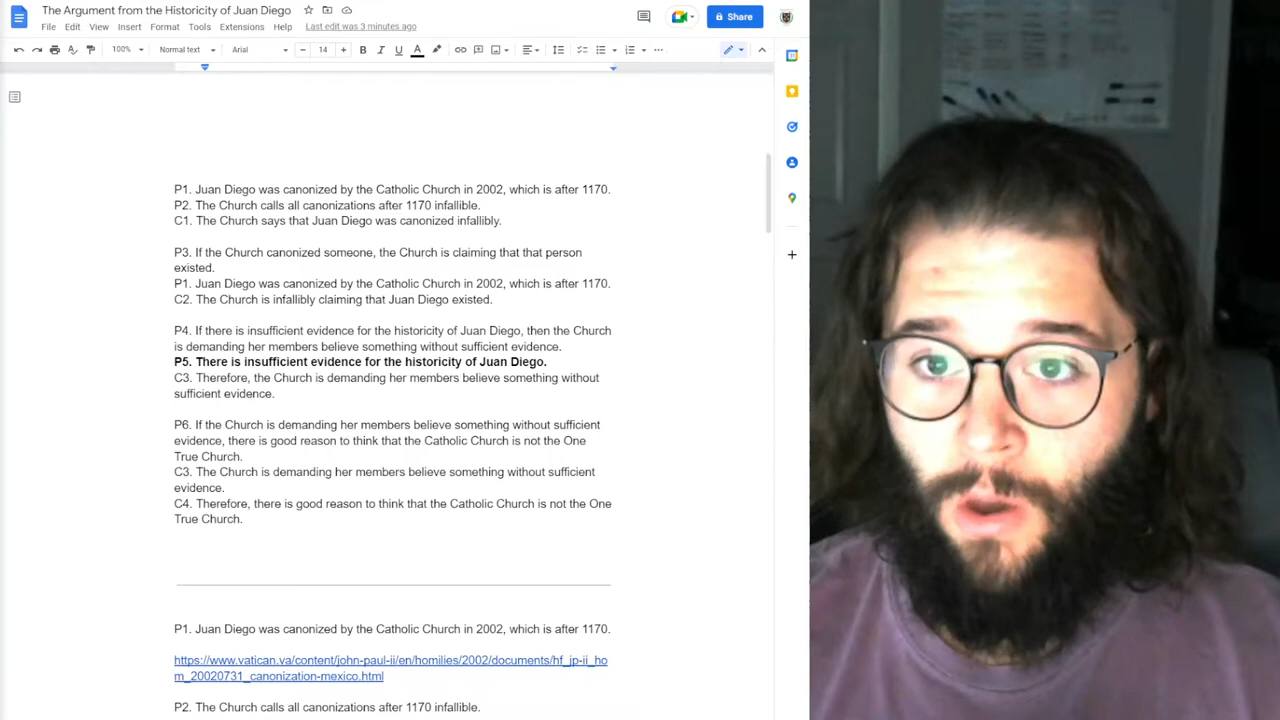 The Argument from the Historicity of Juan Diego
File Edit View Insert Format Tools Extensions Help Last edit was 3 minutes ago
Share
100% Normal text Arial 14 B I U A
P1. Juan Diego was canonized by the Catholic Church in 2002, which is after 1170.
P2. The Church calls all canonizations after 1170 infallible.
C1. The Church says that Juan Diego was canonized infallibly.
P3. If the Church canonized someone, the Church is claiming that that person
existed.
P1. Juan Diego was canonized by the Catholic Church in 2002, which is after 1170.
C2. The Church is infallibly claiming that Juan Diego existed.
P4. If there is insufficient evidence for the historicity of Juan Diego, then the Church
is demanding her members believe something without sufficient evidence.
P5. There is insufficient evidence for the historicity of Juan Diego.
C3. Therefore, the Church is demanding her members believe something without
sufficient evidence.
P6. If the Church is demanding her members believe something without sufficient
evidence, there is good reason to think that the Catholic Church is not the One
True Church.
C3. The Church is demanding her members believe something without sufficient
evidence.
C4. Therefore, there is good reason to think that the Catholic Church is not the One
True Church.
P1. Juan Diego was canonized by the Catholic Church in 2002, which is after 1170.
https://www.vatican.va/content/john-paul-ii/en/homilies/2002/documents/hf_jp-ii_ho
m_20020731_canonization-mexico.html
P2. The Church calls all canonizations after 1170 infallible.